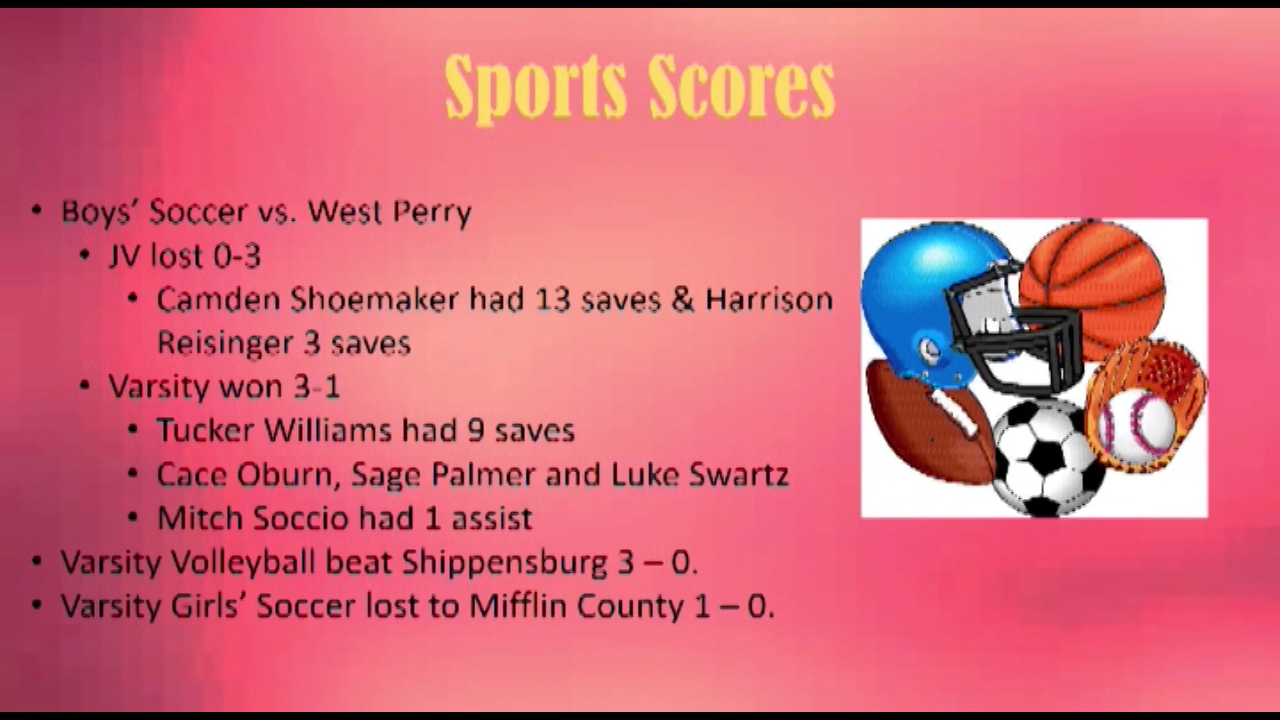 Sports Scores
• Boys’ Soccer vs. West Perry
• JV lost 0-3
• Camden Shoemaker had 13 saves & Harrison
Reisinger 3 saves
• Varsity won 3-1
• Tucker Williams had 9 saves
• Cace Oburn, Sage Palmer and Luke Swartz
• Mitch Soccio had 1 assist
• Varsity Volleyball beat Shippensburg 3 – 0.
• Varsity Girls’ Soccer lost to Mifflin County 1 – 0.